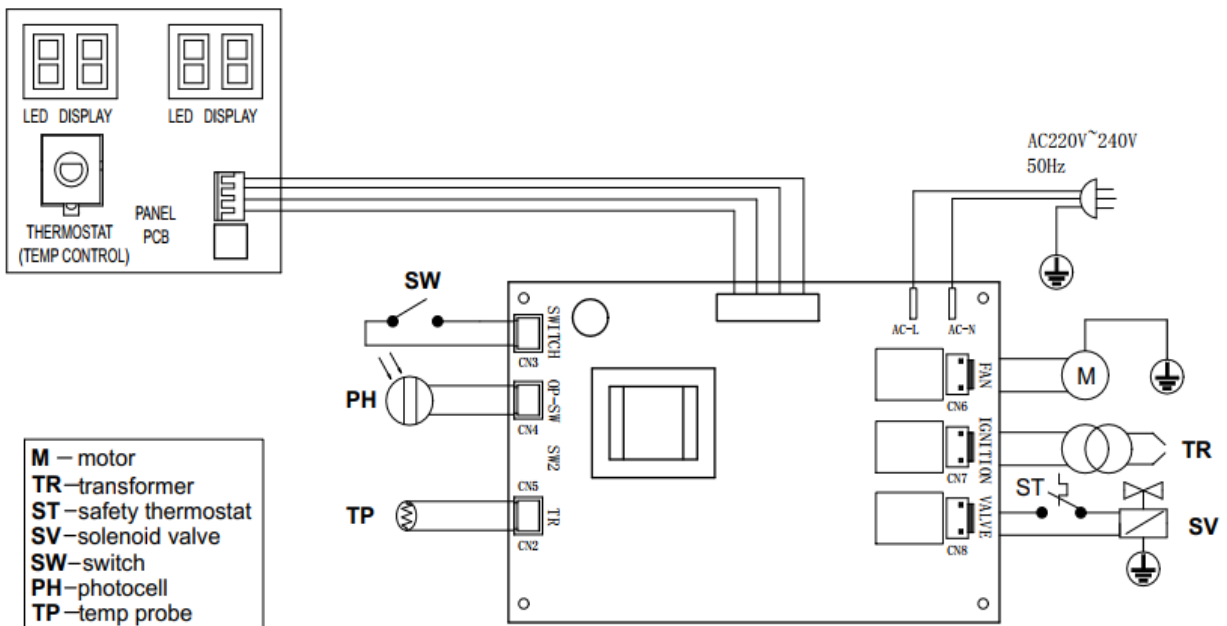 LED DISPLAY
LED DISPLAY
THERMOSTAT
(TEMP CONTROL)
PANEL
PCB
AC220V~240V
50Hz
SW
SWITCH
CN3
PH
OP-SW
CN4
SW2
CN5
TP
TR
CN2
AC-L
AC-N
FAN
CN6
M
IGNITION
CN7
TR
VALVE
CN8
ST
SV
M – motor
TR–transformer
ST–safety thermostat
SV–solenoid valve
SW–switch
PH–photocell
TP–temp probe